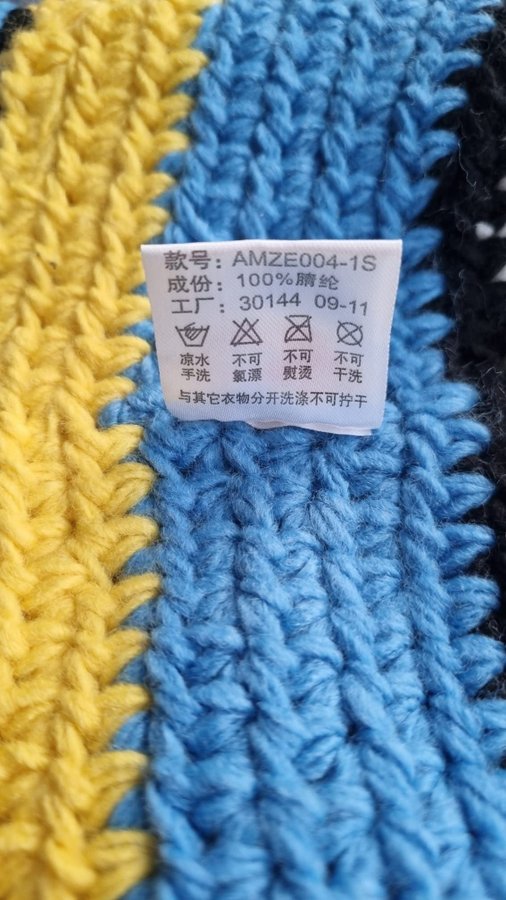 款号: AMZE004-1S
成份: 100%腈纶
工厂: 30144 09-11
凉水 不可 不可 不可
手洗 氯漂 熨烫 干洗
与其它衣物分开洗涤不可拧干